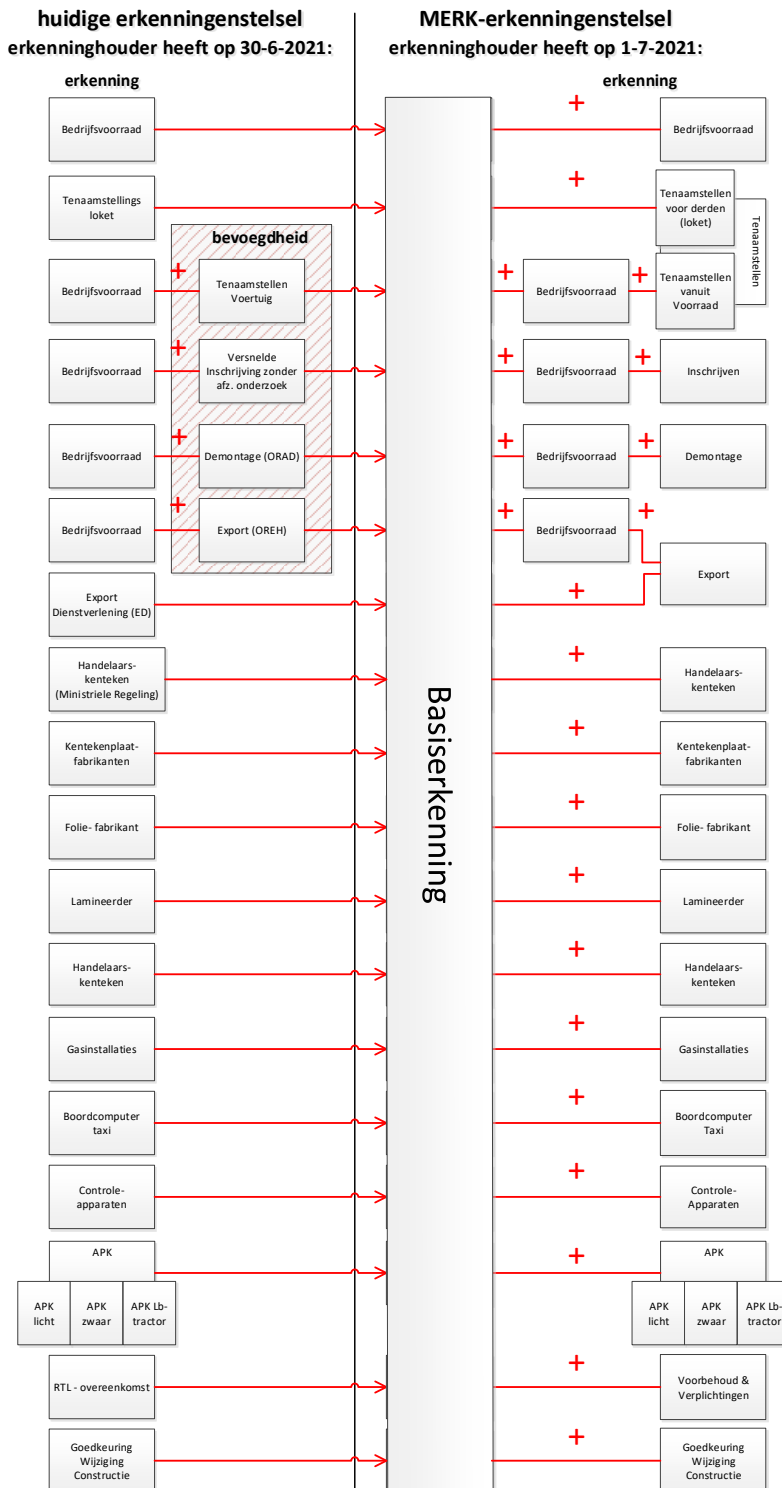 huidige erkenningenstelsel
erkenninghouder heeft op 30-6-2021:
MERK-erkenningenstelsel
erkenninghouder heeft op 1-7-2021:
erkenning
erkenning
Bedrijfsvoorraad
+
Bedrijfsvoorraad
Tenaamstellings
loket
+
Tenaamstellen
voor derden
(loket)
Tenaamstellen
bevoegdheid
Bedrijfsvoorraad
+
Tenaamstellen
Voertuig
+
Bedrijfsvoorraad
+
Tenaamstellen
vanuit
Voorraad
Bedrijfsvoorraad
+
Versnelde
Inschrijving zonder
afz. onderzoek
+
Bedrijfsvoorraad
+
Inschrijven
Bedrijfsvoorraad
+
Demontage (ORAD)
+
Bedrijfsvoorraad
+
Demontage
Bedrijfsvoorraad
+
Export (OREH)
+
Bedrijfsvoorraad
+
Export
Export
Dienstverlening (ED)
+
Handelaars-
kenteken
(Ministriele Regeling)
+
Handelaars-
kenteken
Kentekenplaat-
fabrikanten
+
Kentekenplaat-
fabrikanten
Basiserkenning
Folie- fabrikant
+
Folie- fabrikant
Lamineerder
+
Lamineerder
Handelaars-
kenteken
+
Handelaars-
kenteken
Gasinstallaties
+
Gasinstallaties
Boordcomputer
taxi
+
Boordcomputer
Taxi
Controle-
apparaten
+
Controle-
Apparaten
APK
APK
licht
APK
zwaar
APK Lb-
tractor
+
APK
APK
licht
APK
zwaar
APK Lb-
tractor
RTL - overeenkomst
+
Voorbehoud &
Verplichtingen
Goedkeuring
Wijziging
Constructie
+
Goedkeuring
Wijziging
Constructie